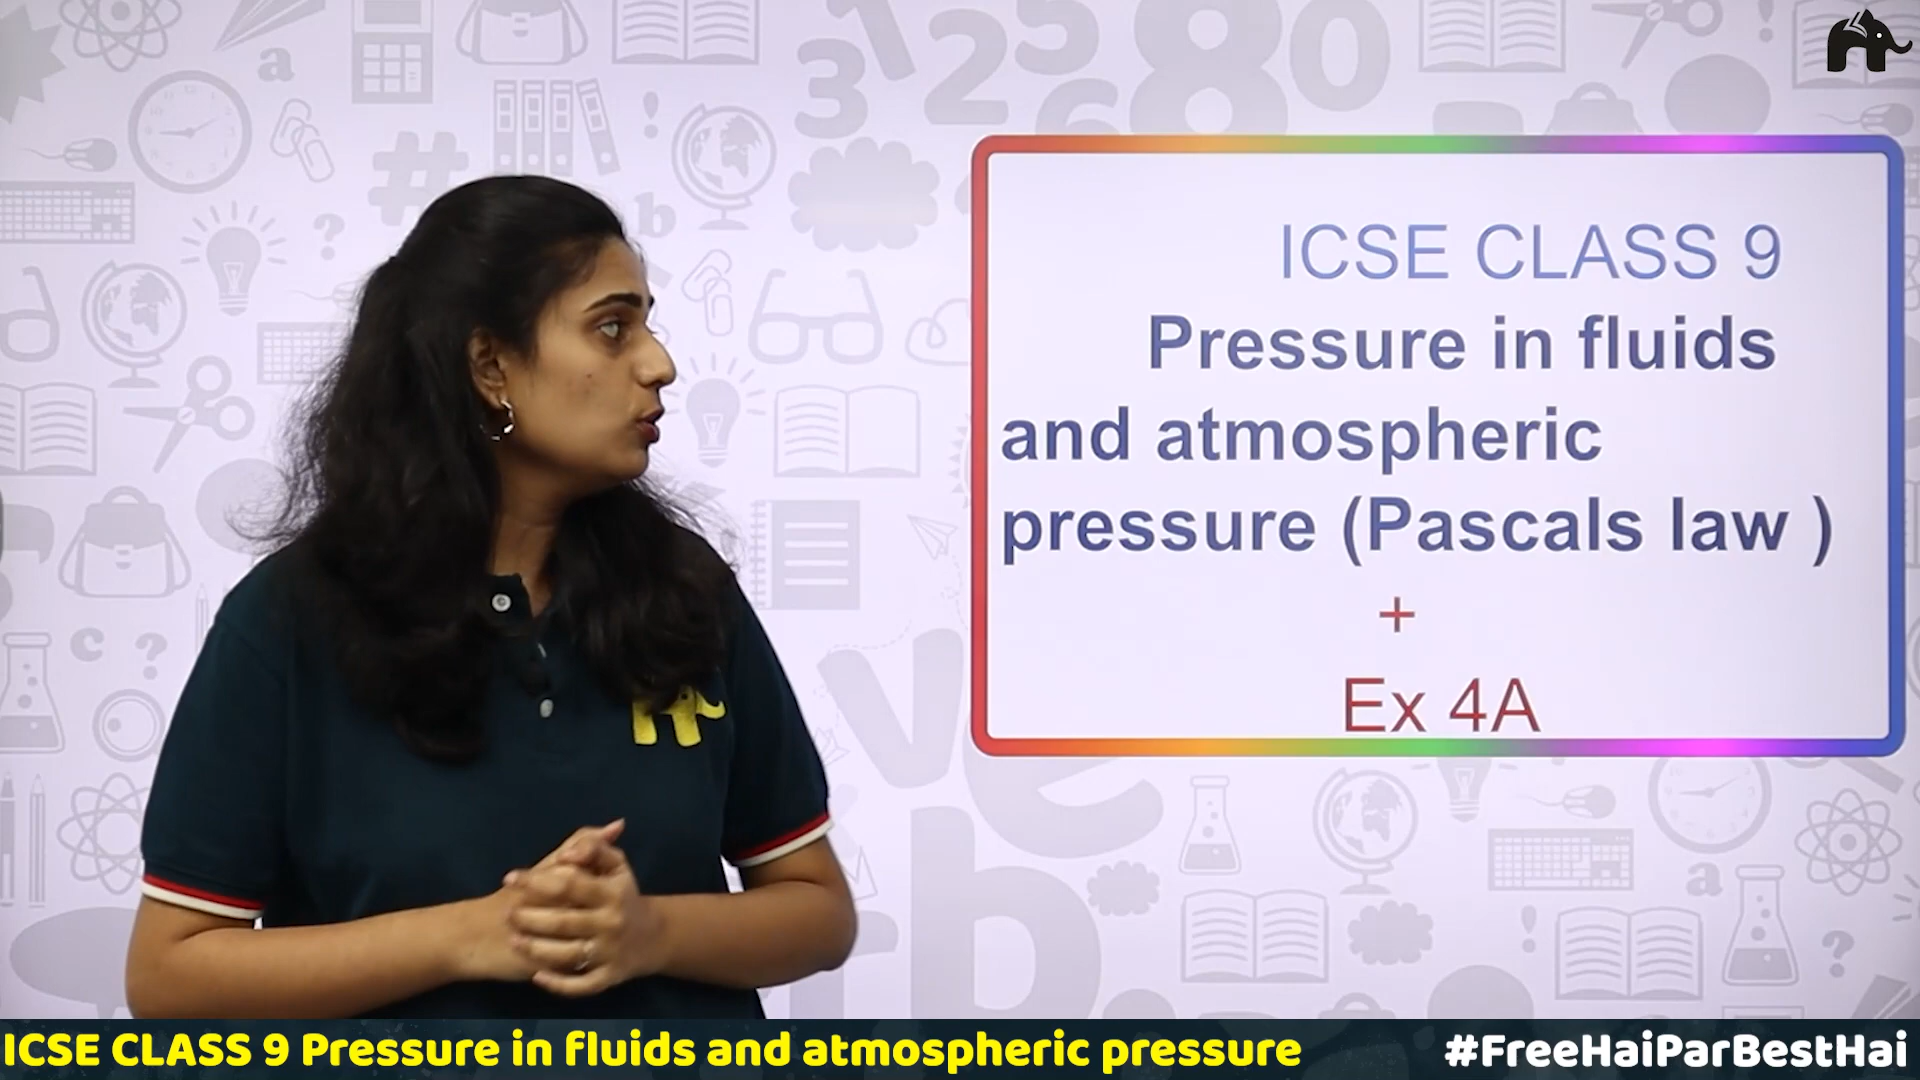 ICSE CLASS 9
Pressure in fluids
and atmospheric
pressure (Pascals law )
+
Ex 4A
ICSE CLASS 9 Pressure in fluids and atmospheric pressure
#FreeHaiParBestHai